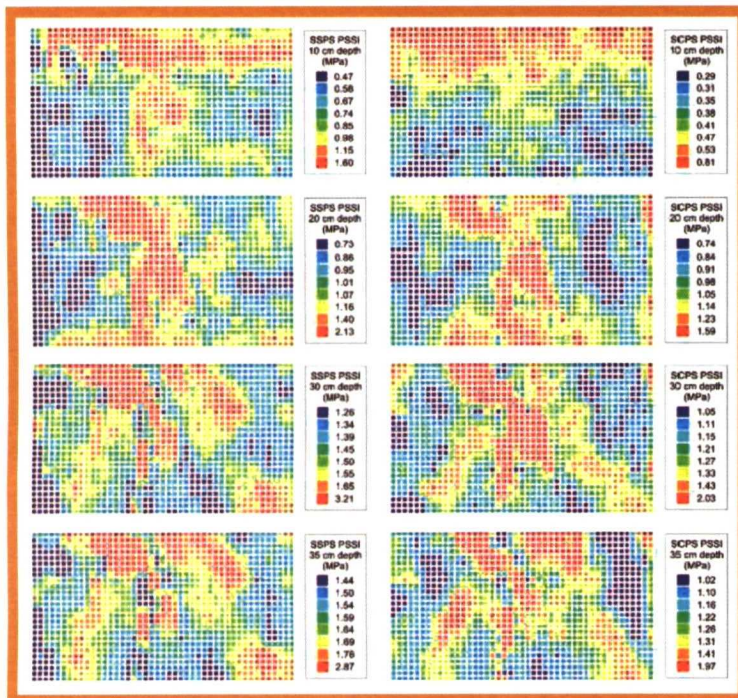 SSPS PSSI
10 cm depth
(MPa)
0.47
0.58
0.67
0.74
0.85
0.98
1.15
1.60
SCPS PSSI
10 cm depth
(MPa)
0.29
0.31
0.35
0.38
0.41
0.47
0.53
0.81
SSPS PSSI
20 cm depth
(MPa)
0.73
0.86
0.95
1.01
1.07
1.16
1.40
2.13
SCPS PSSI
20 cm depth
(MPa)
0.74
0.84
0.91
0.98
1.05
1.14
1.23
1.59
SSPS PSSI
30 cm depth
(MPa)
1.26
1.34
1.39
1.45
1.50
1.55
1.65
3.21
SCPS PSSI
30 cm depth
(MPa)
1.05
1.11
1.15
1.21
1.27
1.33
1.43
2.03
SSPS PSSI
35 cm depth
(MPa)
1.44
1.50
1.54
1.59
1.64
1.69
1.76
2.87
SCPS PSSI
35 cm depth
(MPa)
1.02
1.10
1.16
1.22
1.26
1.31
1.41
1.97